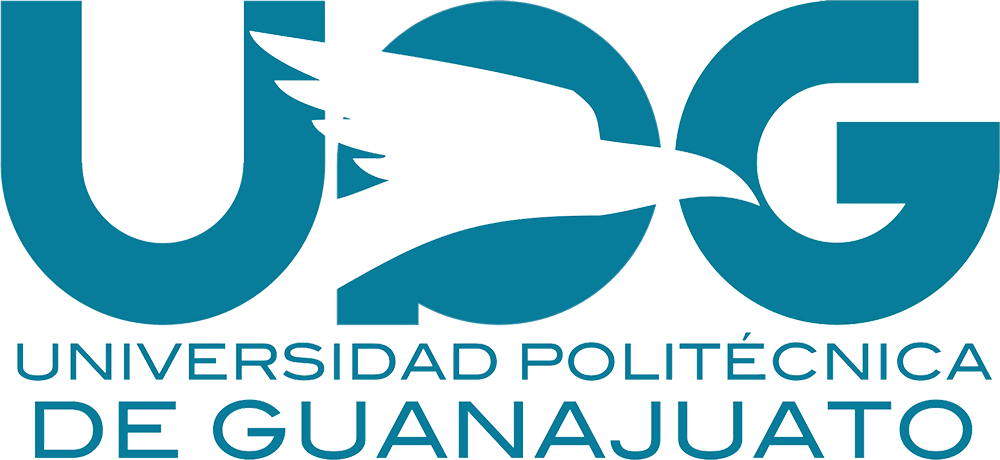 UPG
UNIVERSIDAD POLITÉCNICA
DE GUANAJUATO